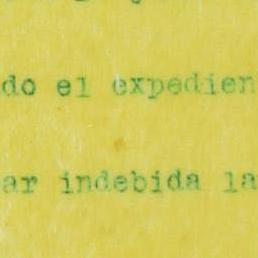 do el expedien
ar indebida la